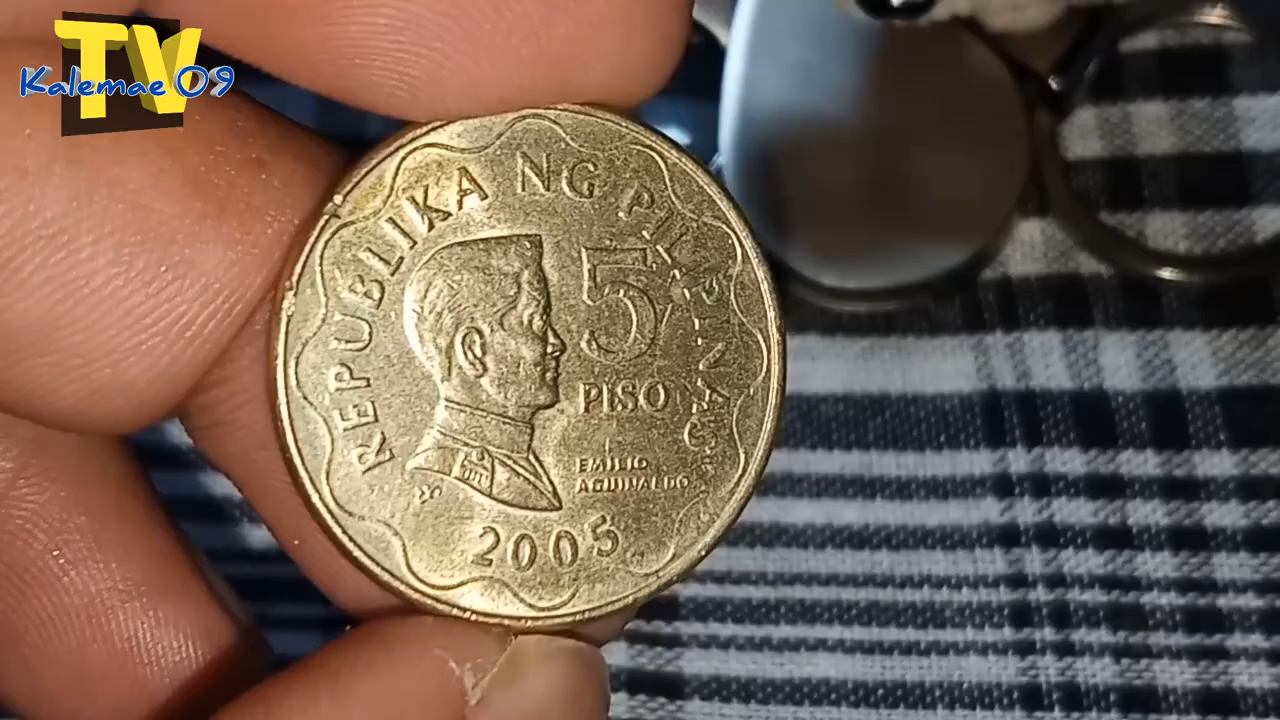 TV
Kalemae 09
REPUBLIKA NG PILIPINAS
5
PISO
EMILIO
AGUINALDO
2005